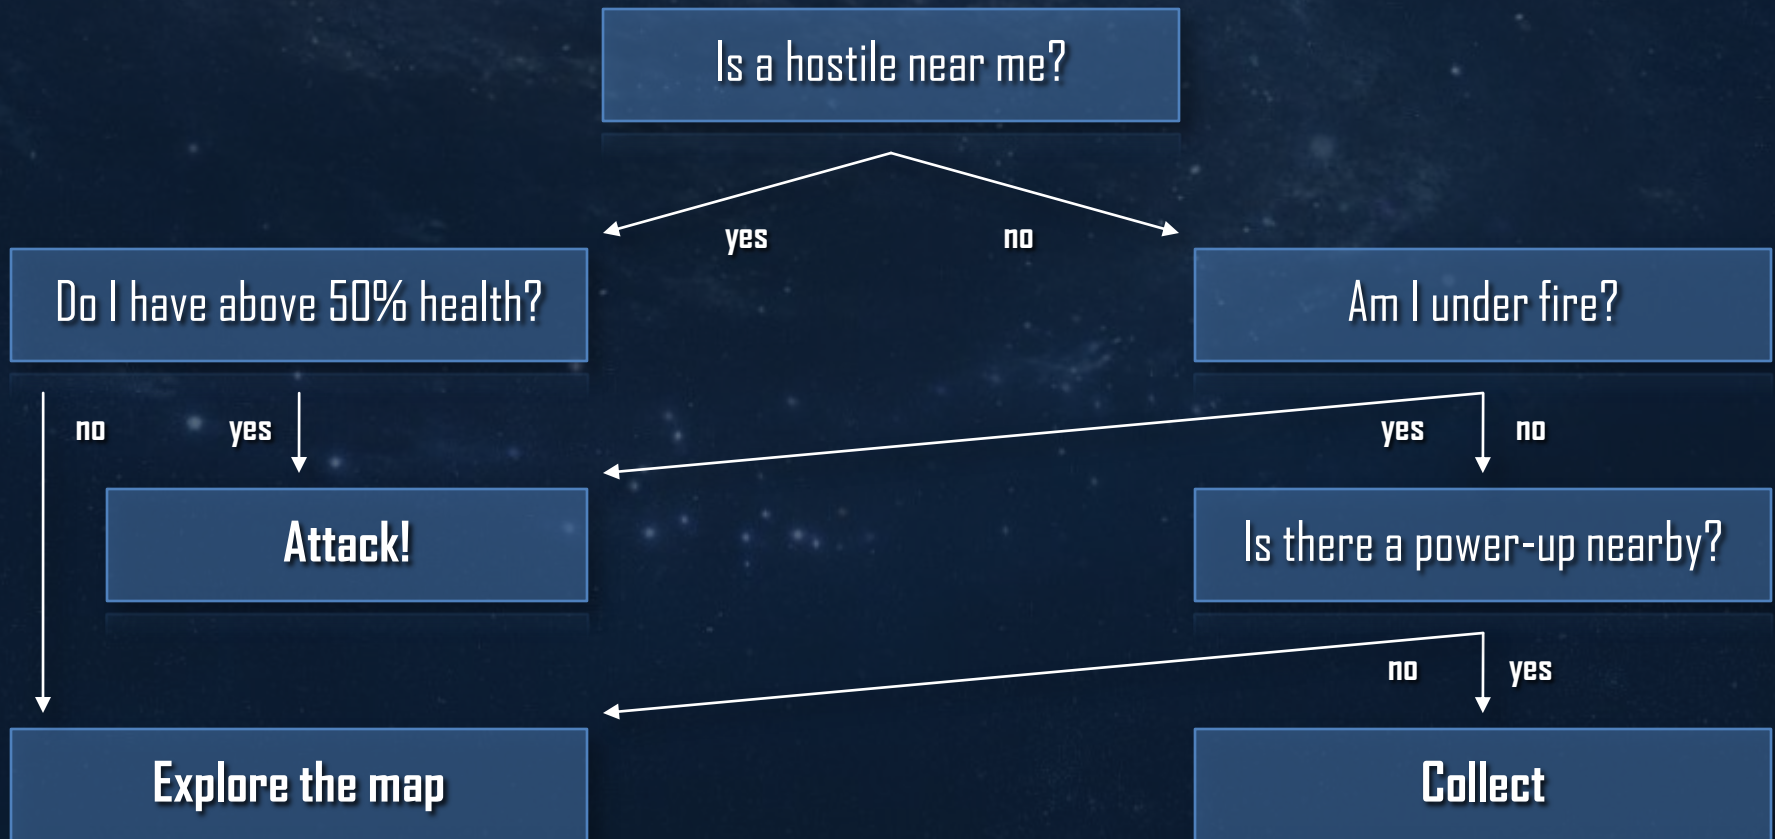 Is a hostile near me?
yes
no
Do I have above 50% health?
Am I under fire?
no
yes
yes
no
Attack!
Is there a power-up nearby?
no
yes
Explore the map
Collect